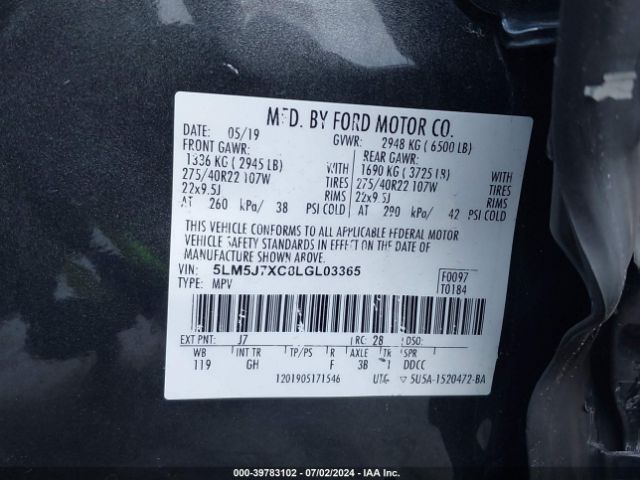 MFD. BY FORD MOTOR CO.
DATE: 05/19 GVWR: 2948 KG ( 6500 LB)
FRONT GAWR: REAR GAWR:
1336 KG ( 2945 LB) WITH 1690 KG ( 3725 LB) WITH
275/40R22 107W TIRES 275/40R22 107W TIRES
22x9.5J RIMS 22x9.5J RIMS
AT 260 kPa/ 38 PSI COLD AT 290 kPa/ 42 PSI COLD
THIS VEHICLE CONFORMS TO ALL APPLICABLE FEDERAL MOTOR
VEHICLE SAFETY STANDARDS IN EFFECT ON THE DATE OF
MANUFACTURE SHOWN ABOVE.
VIN: 5LM5J7XC8LGL03365 F0097
TYPE: MPV T0184
EXT PNT: J7 RC: 28 DSO:
WB INT TR TP/PS R AXLE TR SPR
119 GH F 3B T DDCC
1201905171546 UTG 5U5A-1520472-BA
000-39783102 - 07/02/2024 - IAA Inc.